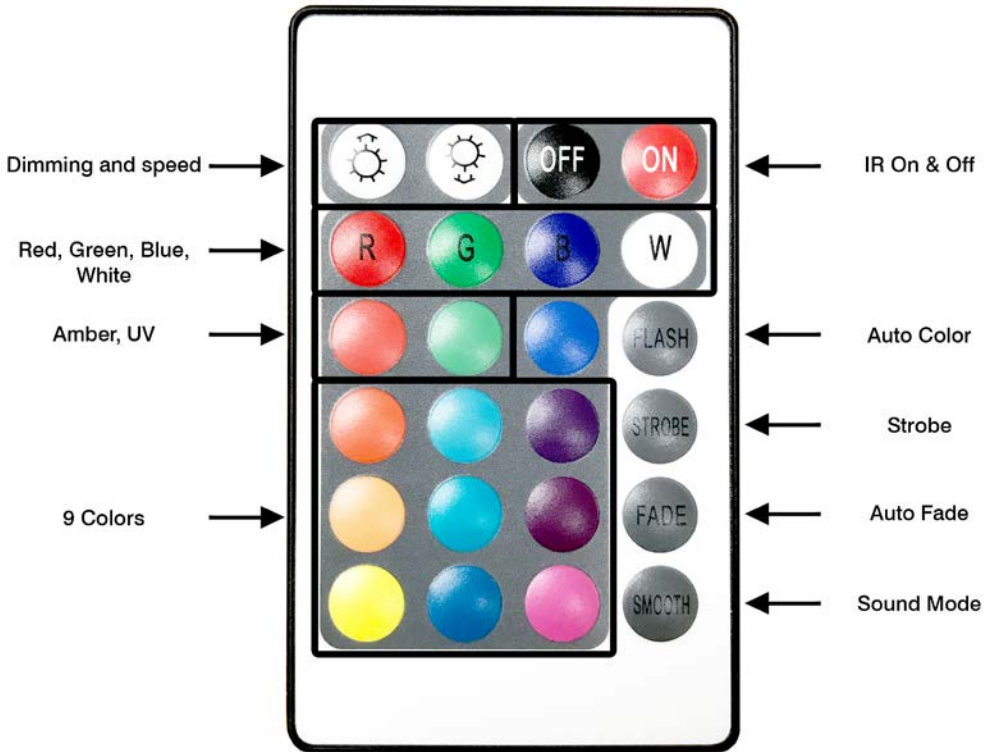 Dimming and speed
OFF
ON
IR On & Off
Red, Green, Blue,
White
R
G
B
W
Amber, UV
FLASH
Auto Color
STROBE
Strobe
9 Colors
FADE
Auto Fade
SMOOTH
Sound Mode